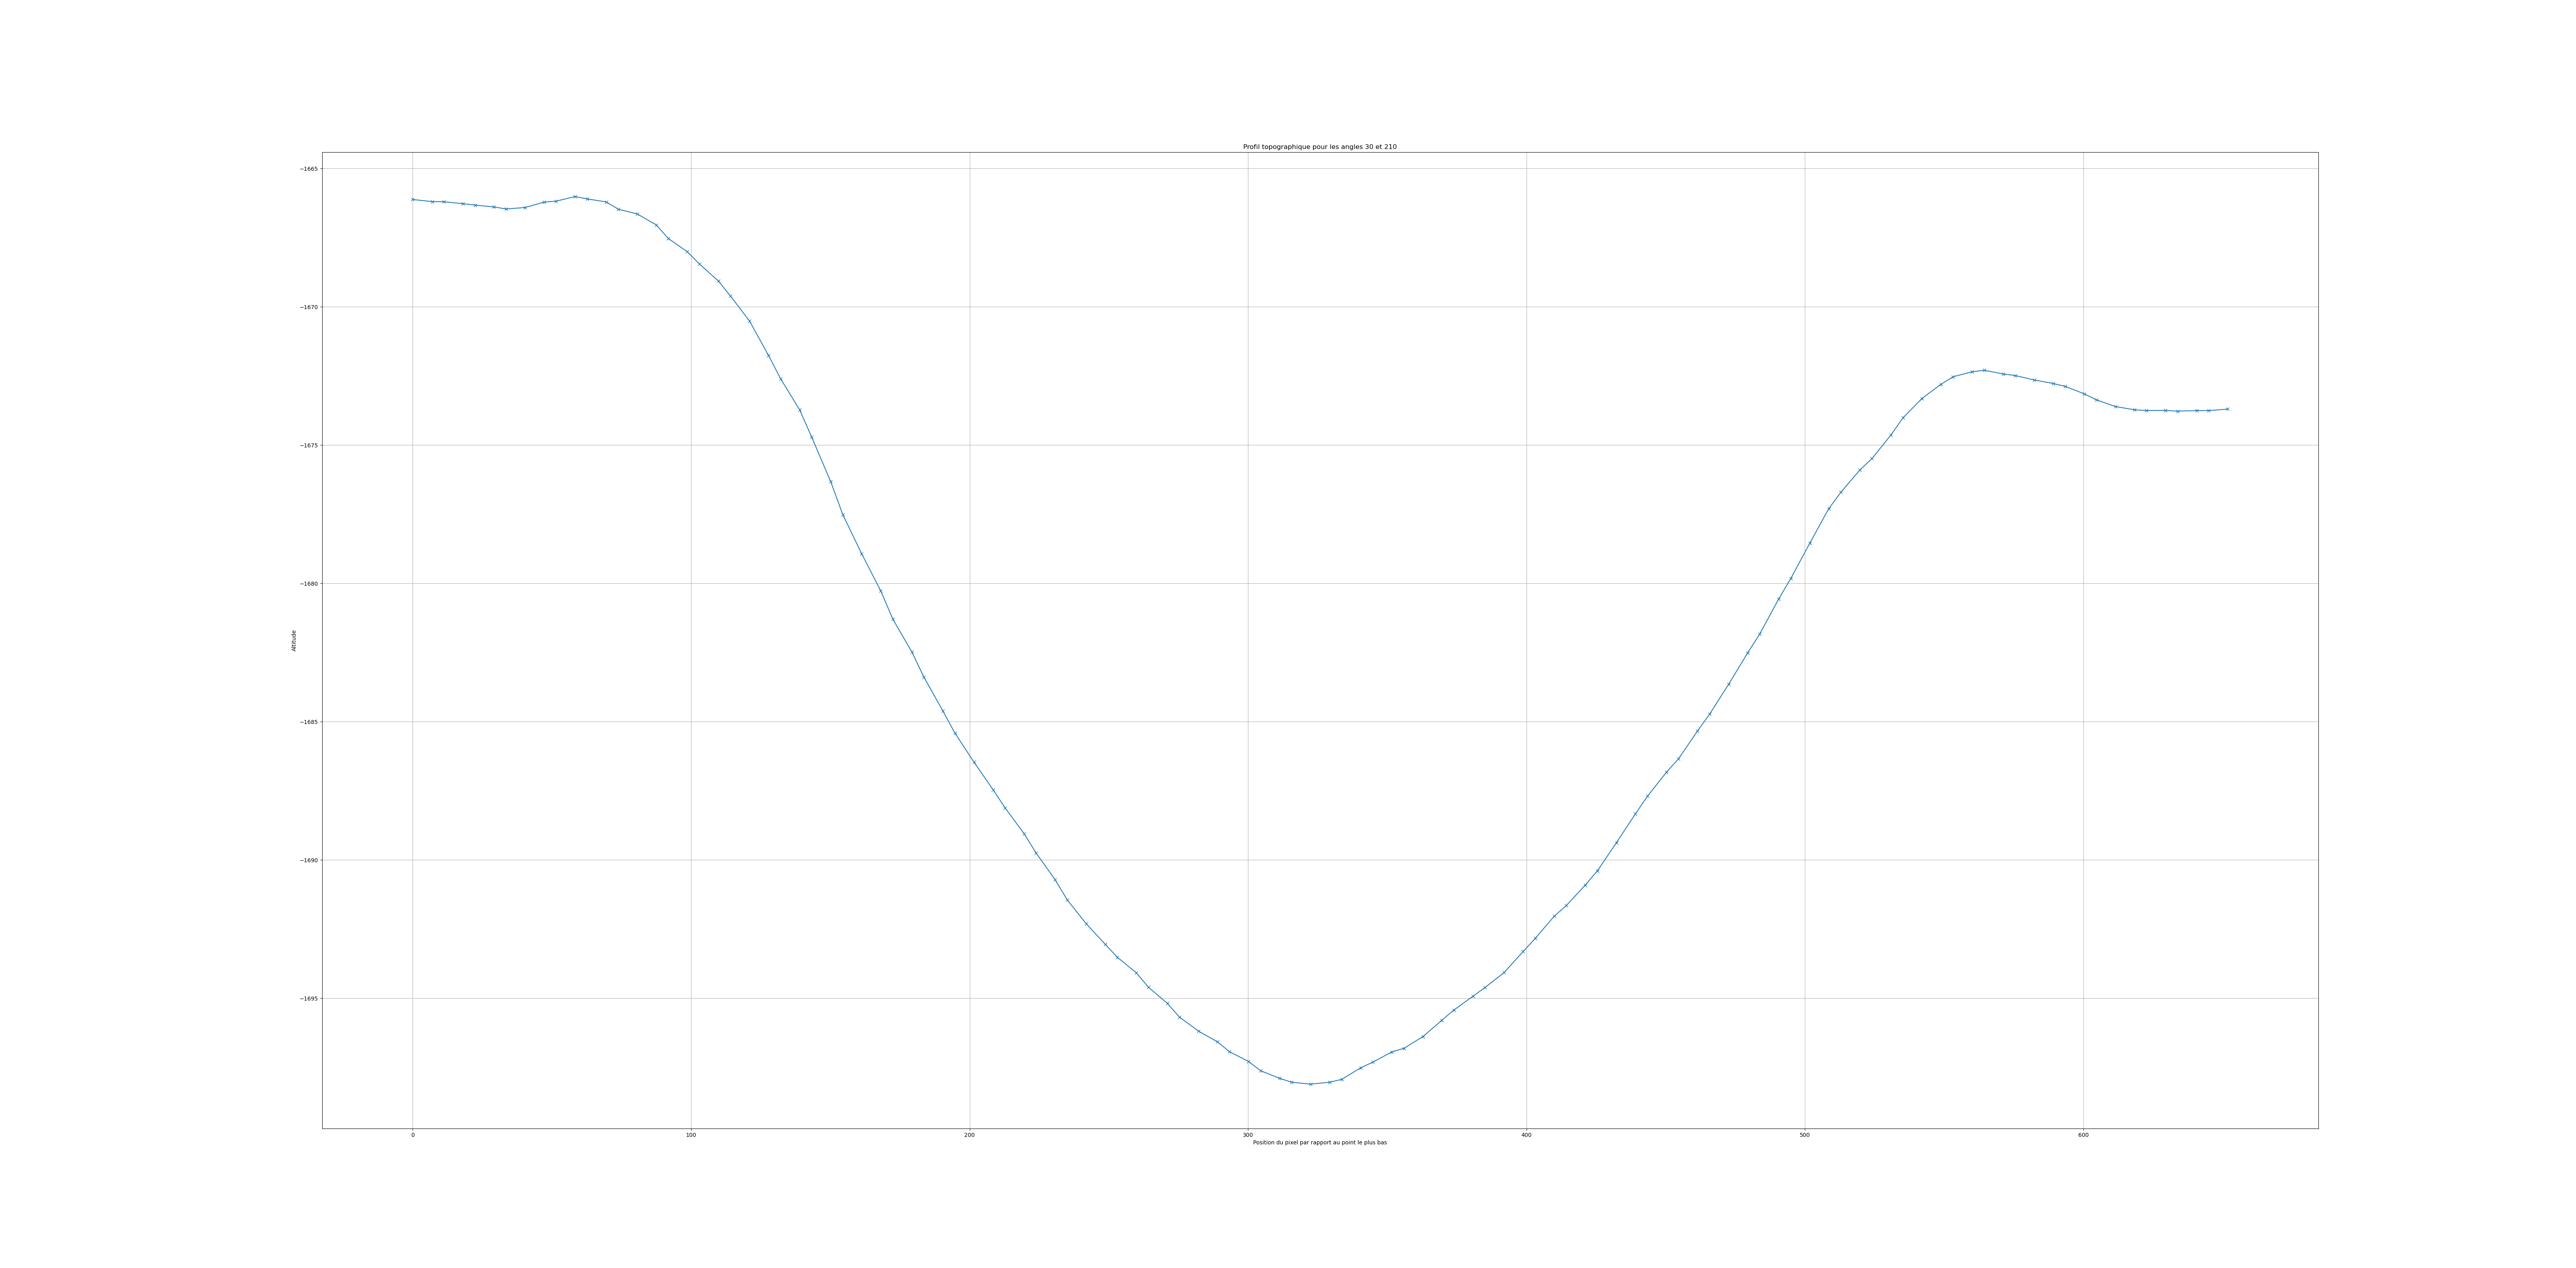 Profil topographique pour les angles 30 et 210
−1665
−1670
−1675
−1680
−1685
−1690
−1695
Altitude
0 100 200 300 400 500 600
Position du pixel par rapport au point le plus bas